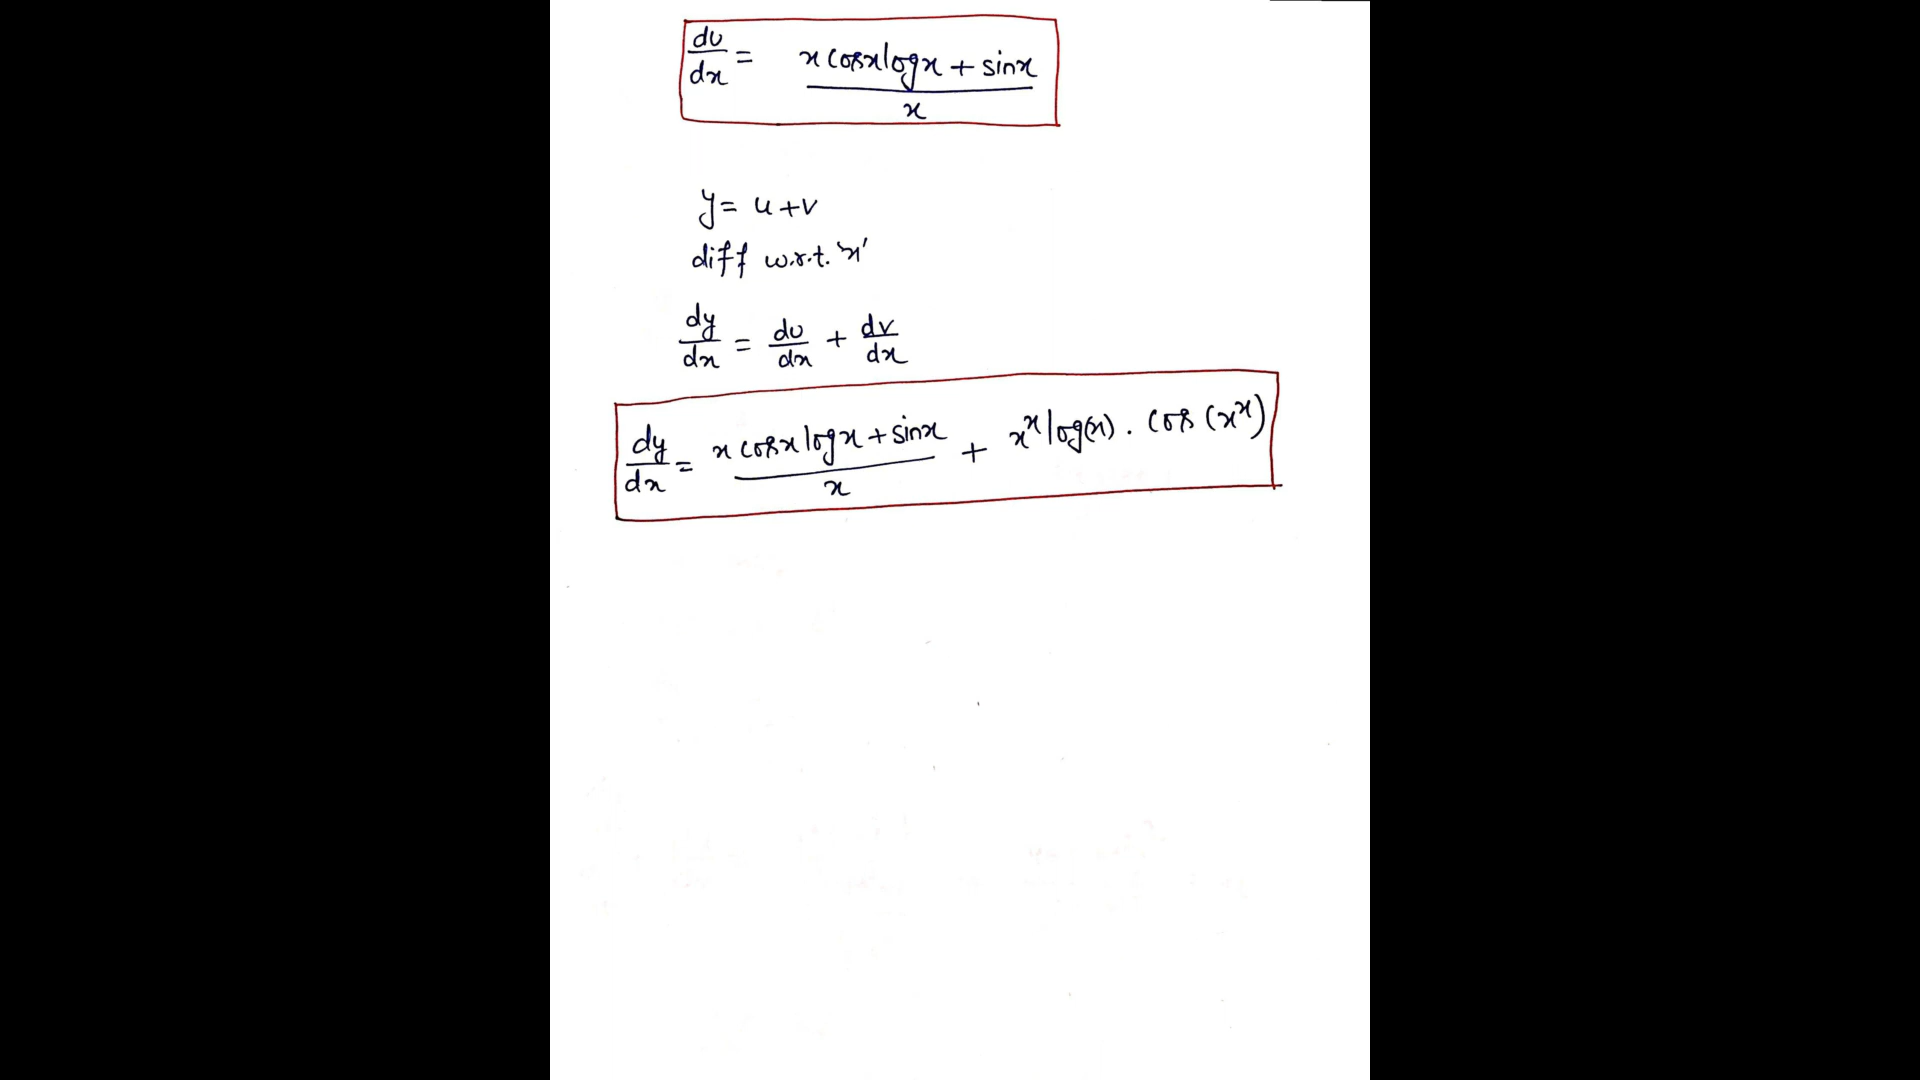 du/dx = (x cosx logx + sinx)/x
y = u + v
diff w.r.t. 'x'
dy/dx = du/dx + dv/dx
dy/dx = (x cosx logx + sinx)/x + x^x log(x) . cos(x^x)